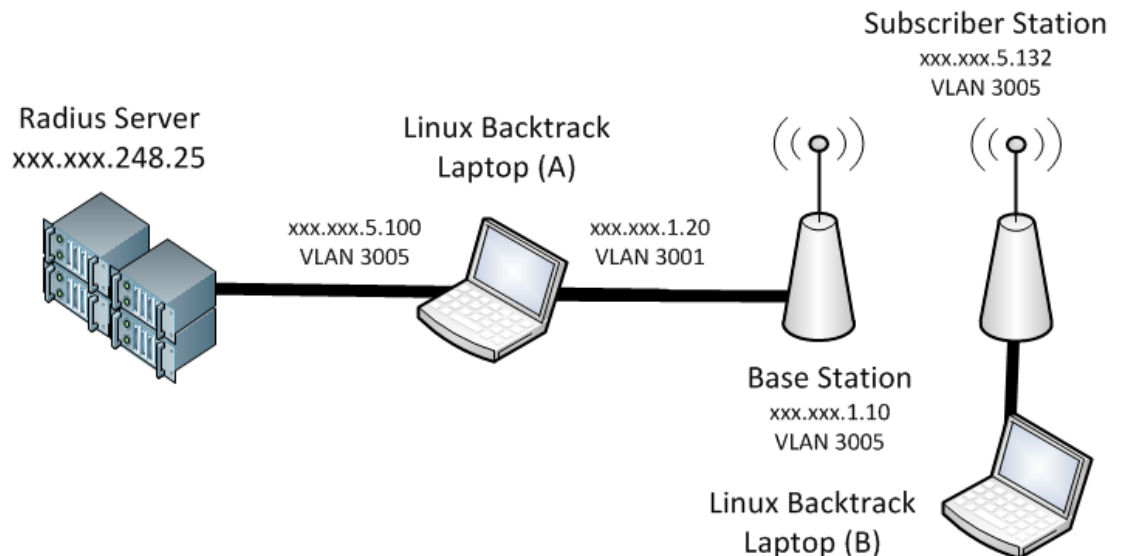 Subscriber Station
xxx.xxx.5.132
VLAN 3005
Radius Server
xxx.xxx.248.25
Linux Backtrack
Laptop (A)
xxx.xxx.5.100
VLAN 3005
xxx.xxx.1.20
VLAN 3001
Base Station
xxx.xxx.1.10
VLAN 3005
Linux Backtrack
Laptop (B)